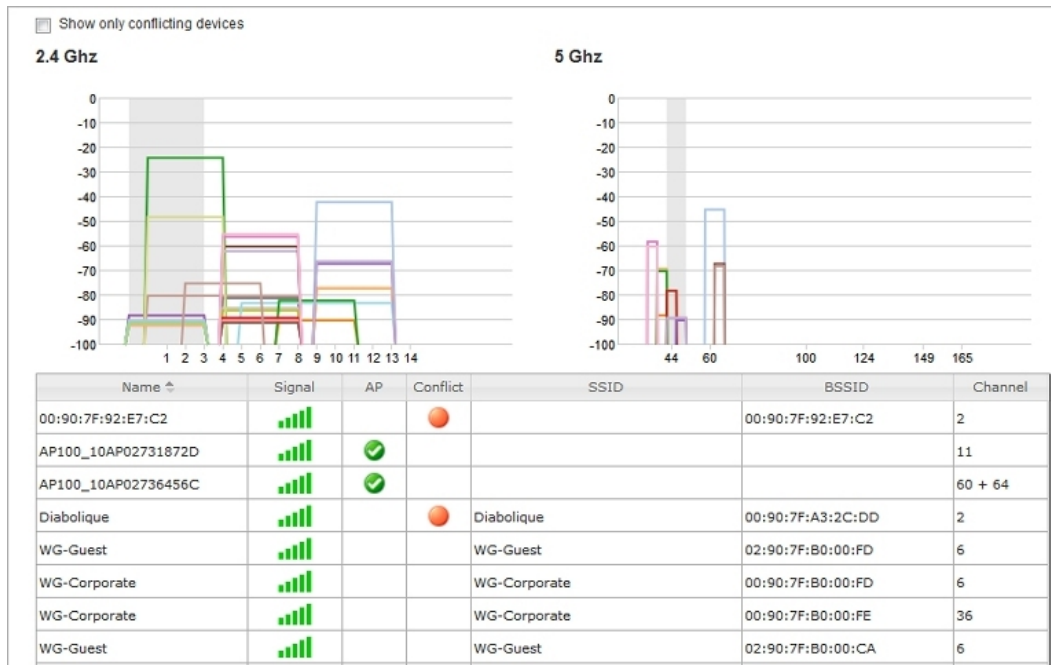 Show only conflicting devices
2.4 Ghz 5 Ghz
0 0
-10 -10
-20 -20
-30 -30
-40 -40
-50 -50
-60 -60
-70 -70
-80 -80
-90 -90
-100 -100
1 2 3 4 5 6 7 8 9 10 11 12 13 14 44 60 100 124 149 165
Name Signal AP Conflict SSID BSSID Channel
00:90:7F:92:E7:C2 00:90:7F:92:E7:C2 2
AP100_10AP02731872D 11
AP100_10AP02736456C 60 + 64
Diabolique Diabolique 00:90:7F:A3:2C:DD 2
WG-Guest WG-Guest 02:90:7F:B0:00:FD 6
WG-Corporate WG-Corporate 00:90:7F:B0:00:FD 6
WG-Corporate WG-Corporate 00:90:7F:B0:00:FE 36
WG-Guest WG-Guest 02:90:7F:B0:00:CA 6